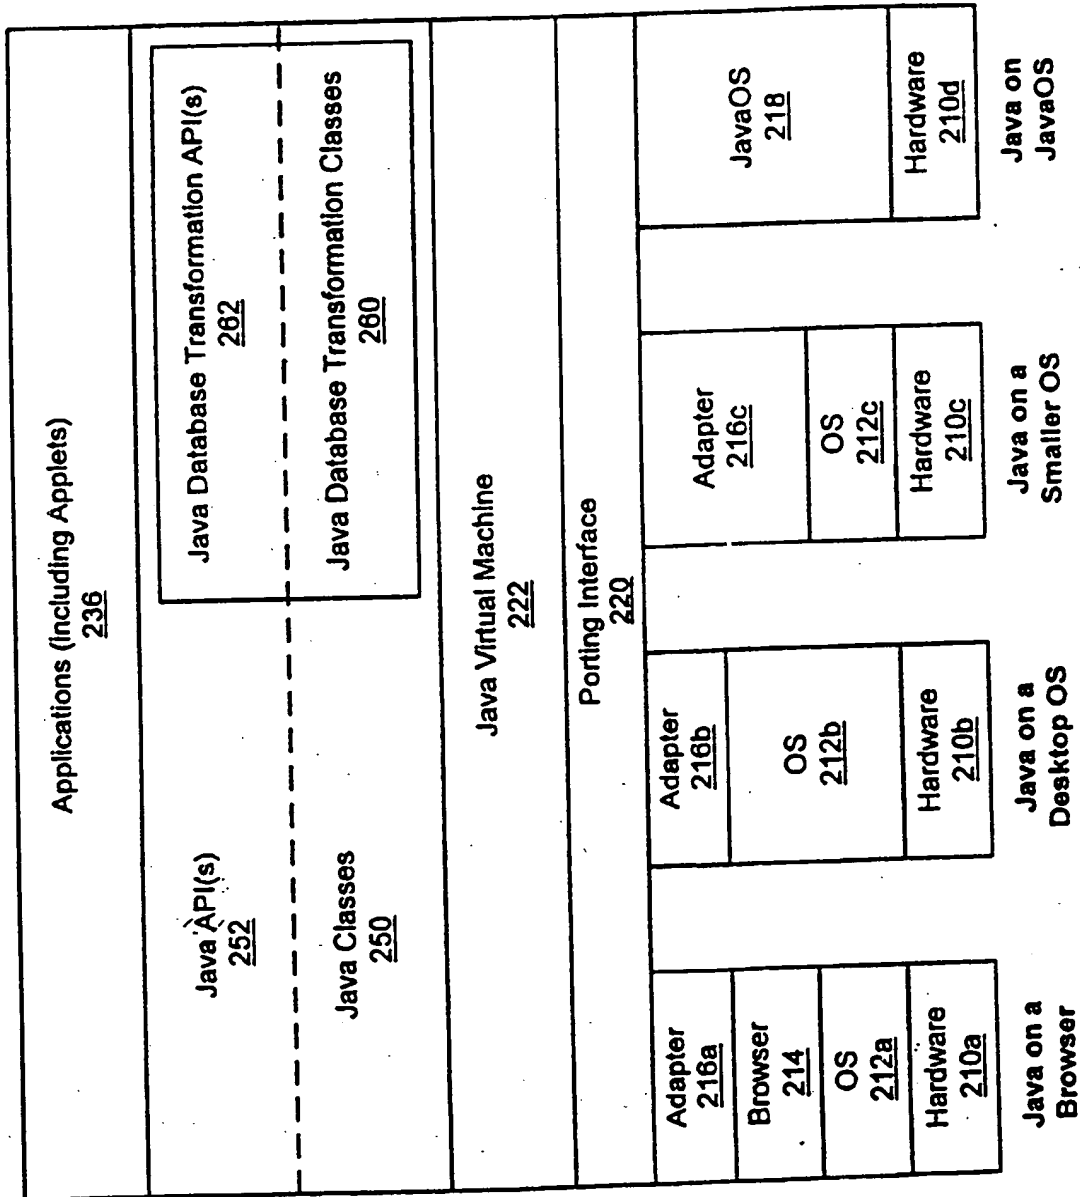 Applications (Including Applets)
236
Java API(s)
252
Java Database Transformation API(s)
262
Java Classes
250
Java Database Transformation Classes
260
Java Virtual Machine
222
Porting Interface
220
Adapter
216a
Browser
214
OS
212a
Hardware
210a
Java on a
Browser
Adapter
216b
OS
212b
Hardware
210b
Java on a
Desktop OS
Adapter
216c
OS
212c
Hardware
210c
Java on a
Smaller OS
JavaOS
218
Hardware
210d
Java on
JavaOS